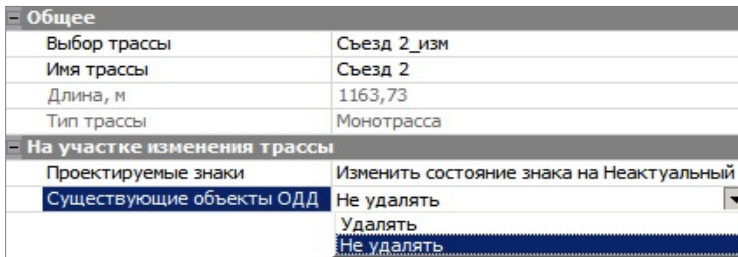 Общее
Выбор трассы Съезд 2_изм
Имя трассы Съезд 2
Длина, м 1163,73
Тип трассы Монотрасса
На участке изменения трассы
Проектируемые знаки Изменить состояние знака на Неактуальный
Существующие объекты ОДД Не удалять
Удалять
Не удалять